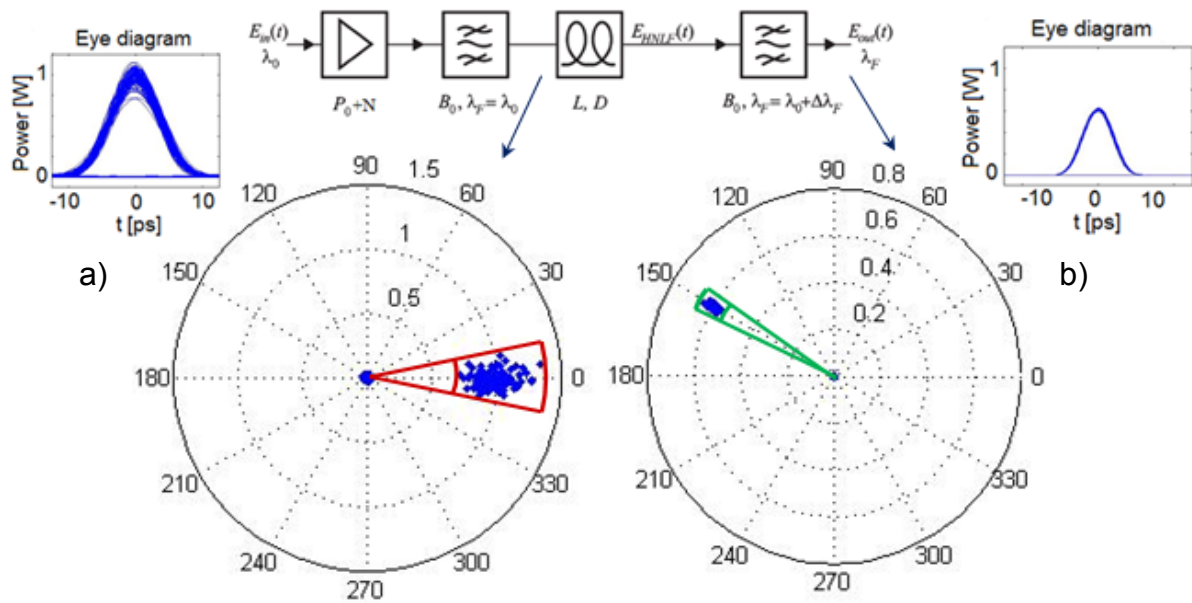 Eye diagram
Power [W]
1
0
-10 0 10
t [ps]
E_in(t)
λ_0
P_0+N
B_0, λ_F= λ_0
L, D
E_HNLF(t)
B_0, λ_F= λ_0+Δλ_F
E_out(t)
λ_F
Eye diagram
Power [W]
1
0
-10 0 10
t [ps]
a)
90
120
1.5
60
1
150
30
0.5
180
0
210
330
240
300
270
b)
90
120
0.8
60
0.6
150
0.4
30
0.2
180
0
210
330
240
300
270